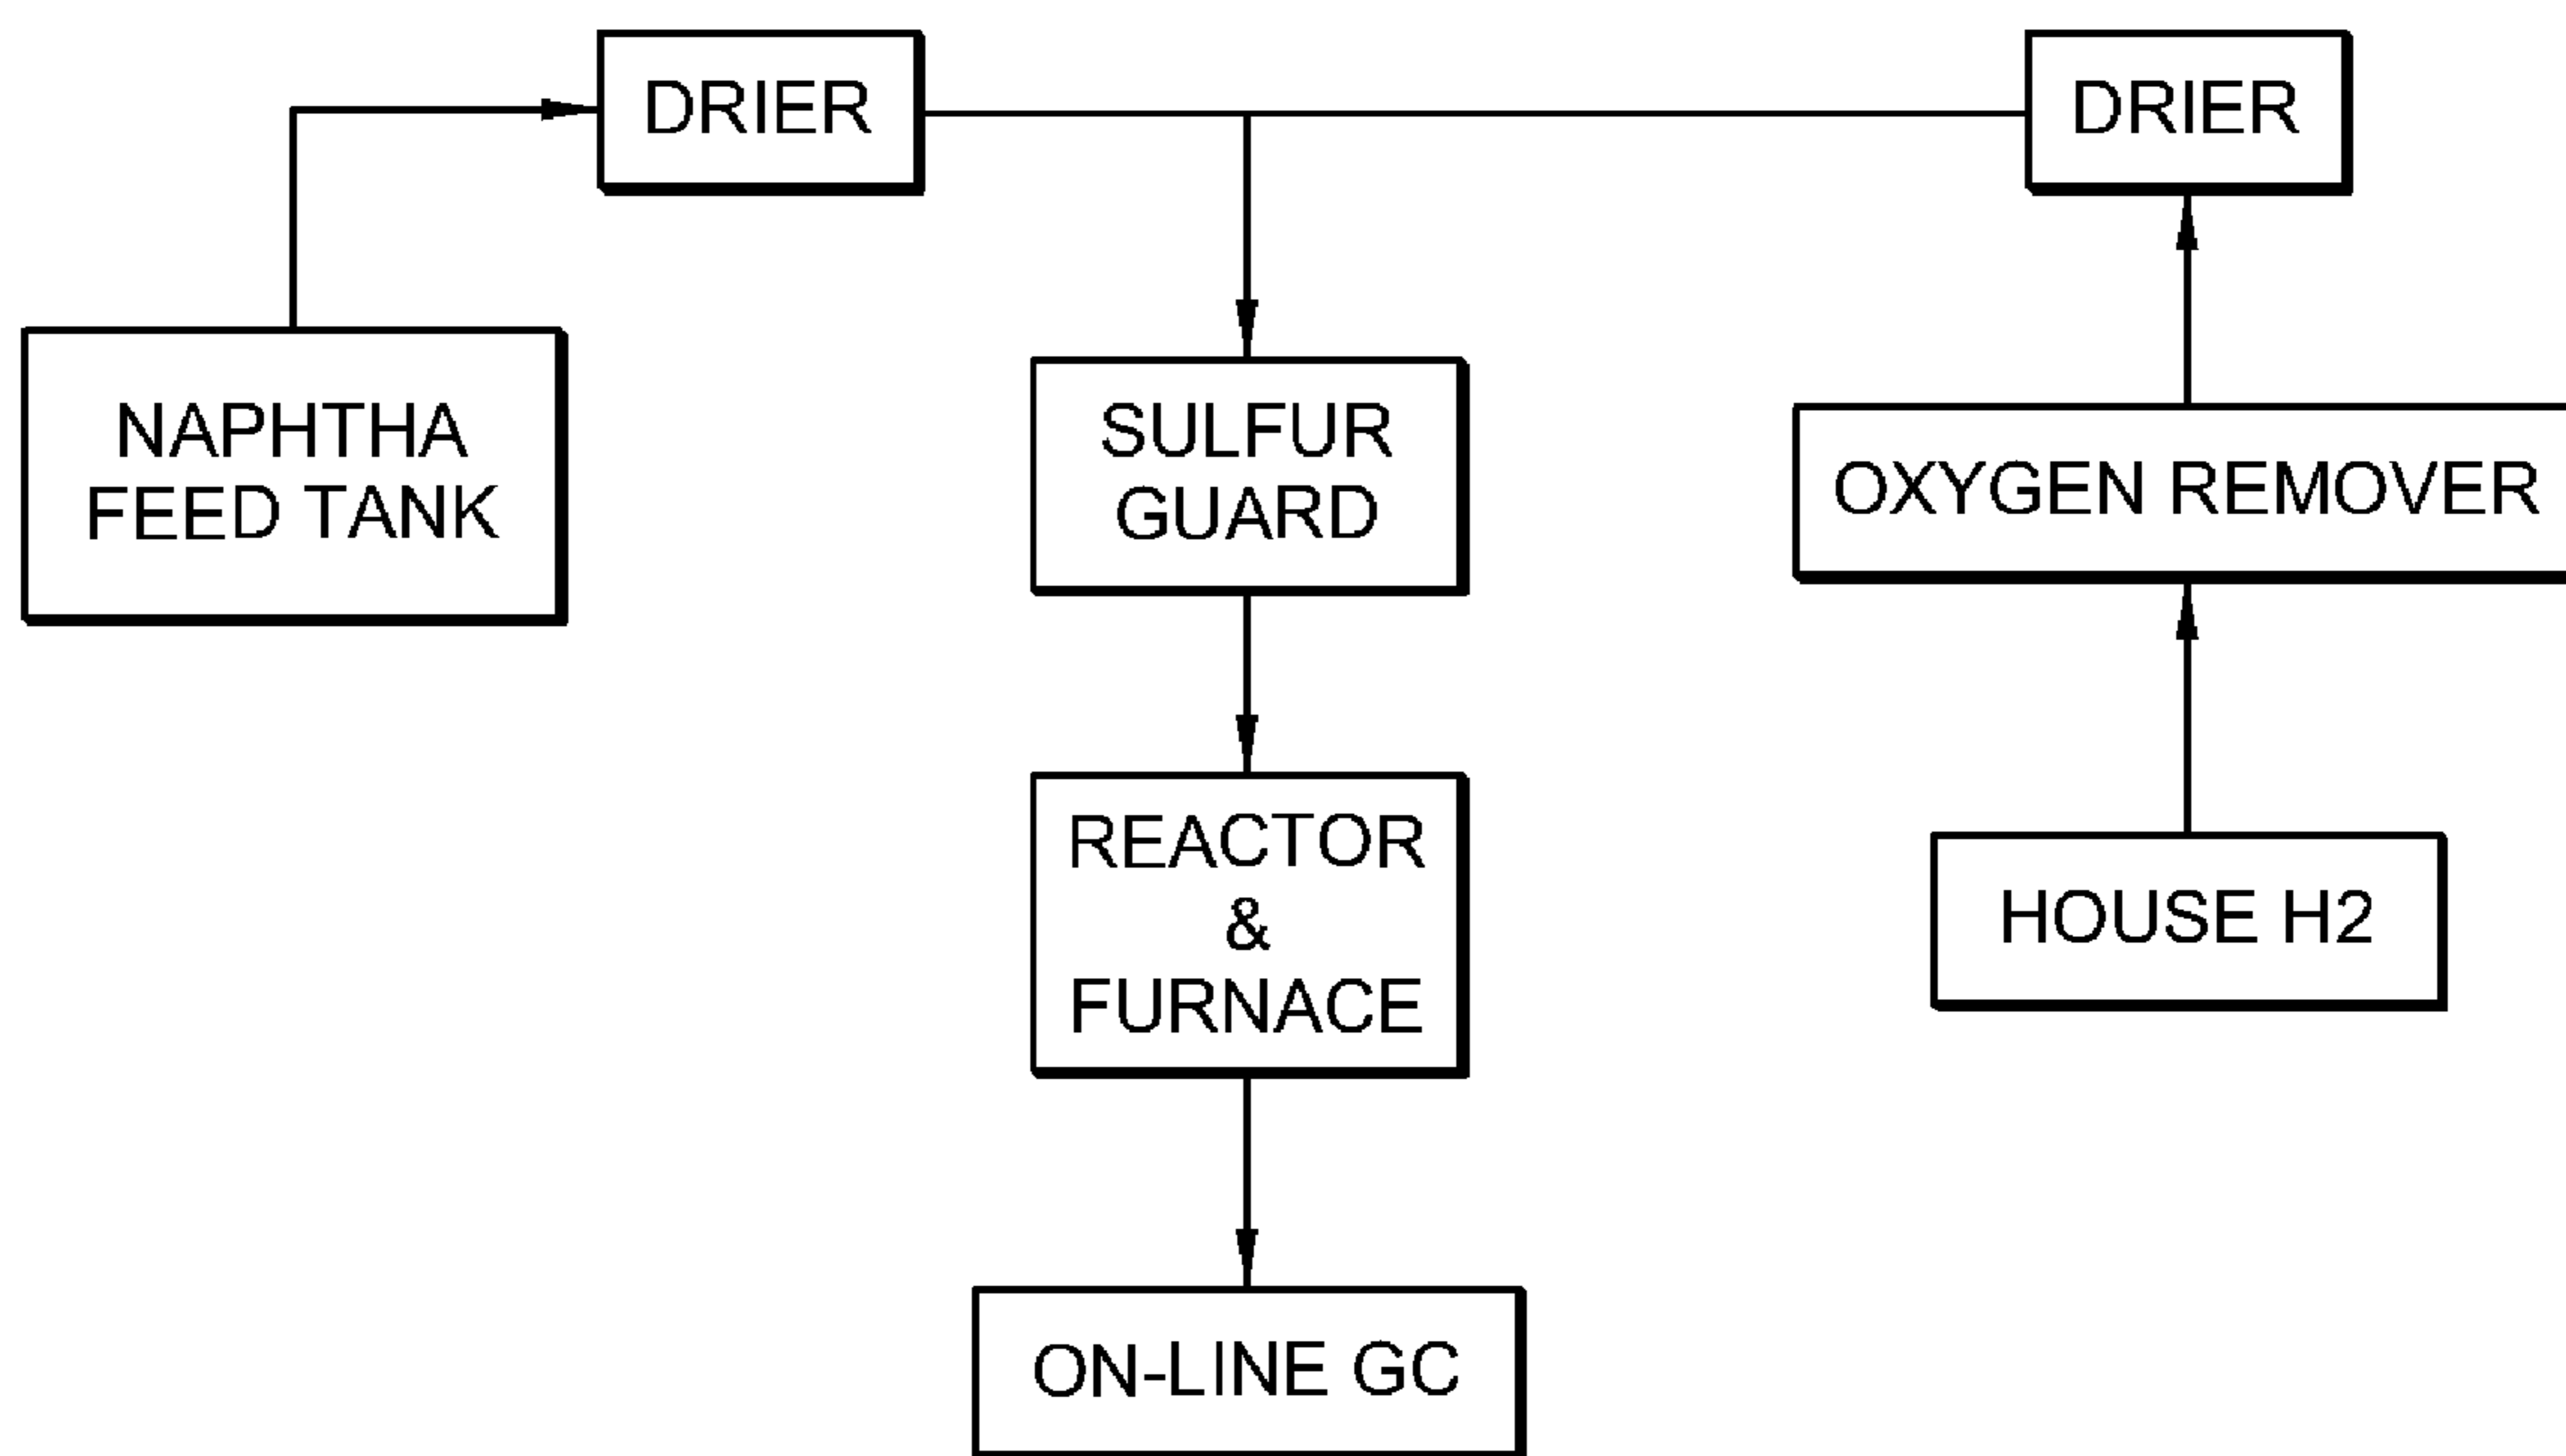 DRIER
DRIER
NAPHTHA
FEED TANK
SULFUR
GUARD
OXYGEN REMOVER
REACTOR
&
FURNACE
HOUSE H2
ON-LINE GC